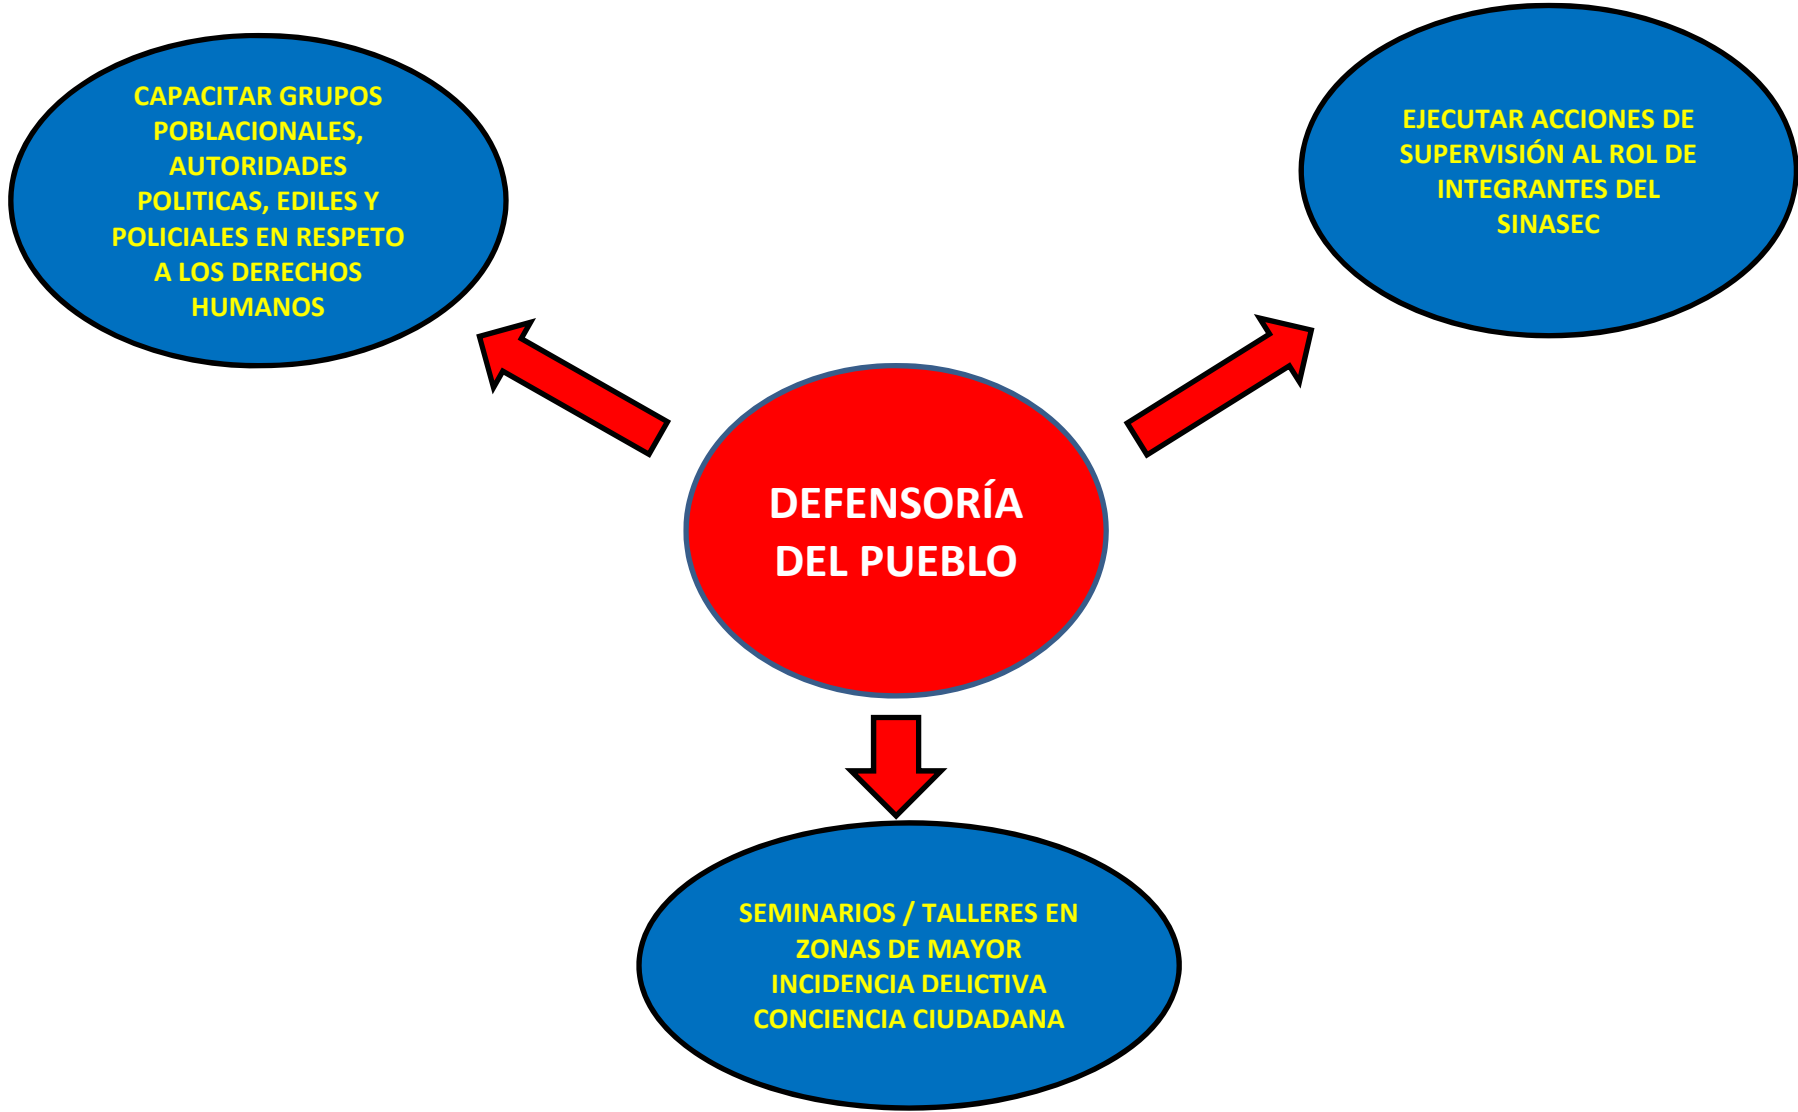 CAPACITAR GRUPOS
POBLACIONALES,
AUTORIDADES
POLITICAS, EDILES Y
POLICIALES EN RESPETO
A LOS DERECHOS
HUMANOS
EJECUTAR ACCIONES DE
SUPERVISIÓN AL ROL DE
INTEGRANTES DEL
SINASEC
DEFENSORÍA
DEL PUEBLO
SEMINARIOS / TALLERES EN
ZONAS DE MAYOR
INCIDENCIA DELICTIVA
CONCIENCIA CIUDADANA